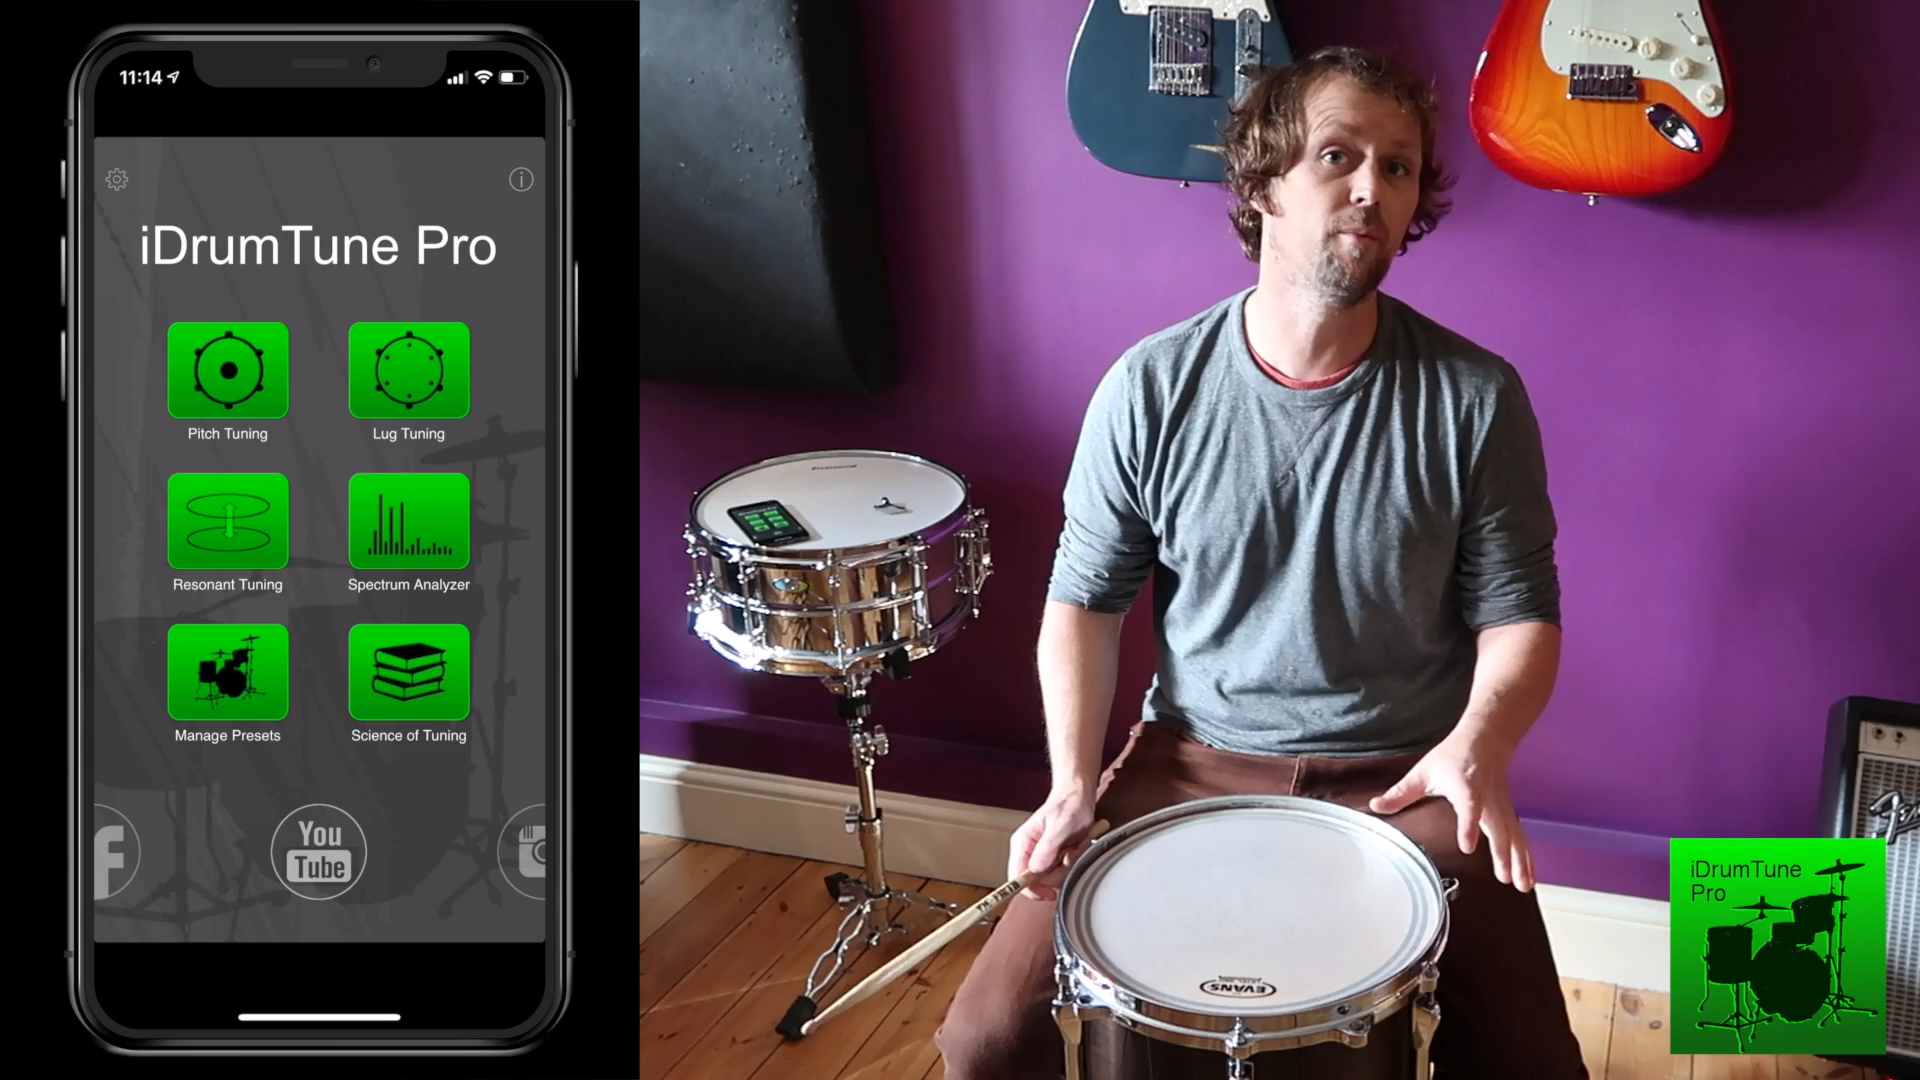 11:14
iDrumTune Pro
Pitch Tuning
Lug Tuning
Resonant Tuning
Spectrum Analyzer
Manage Presets
Science of Tuning
f
You
Tube
EVANS
iDrumTune
Pro